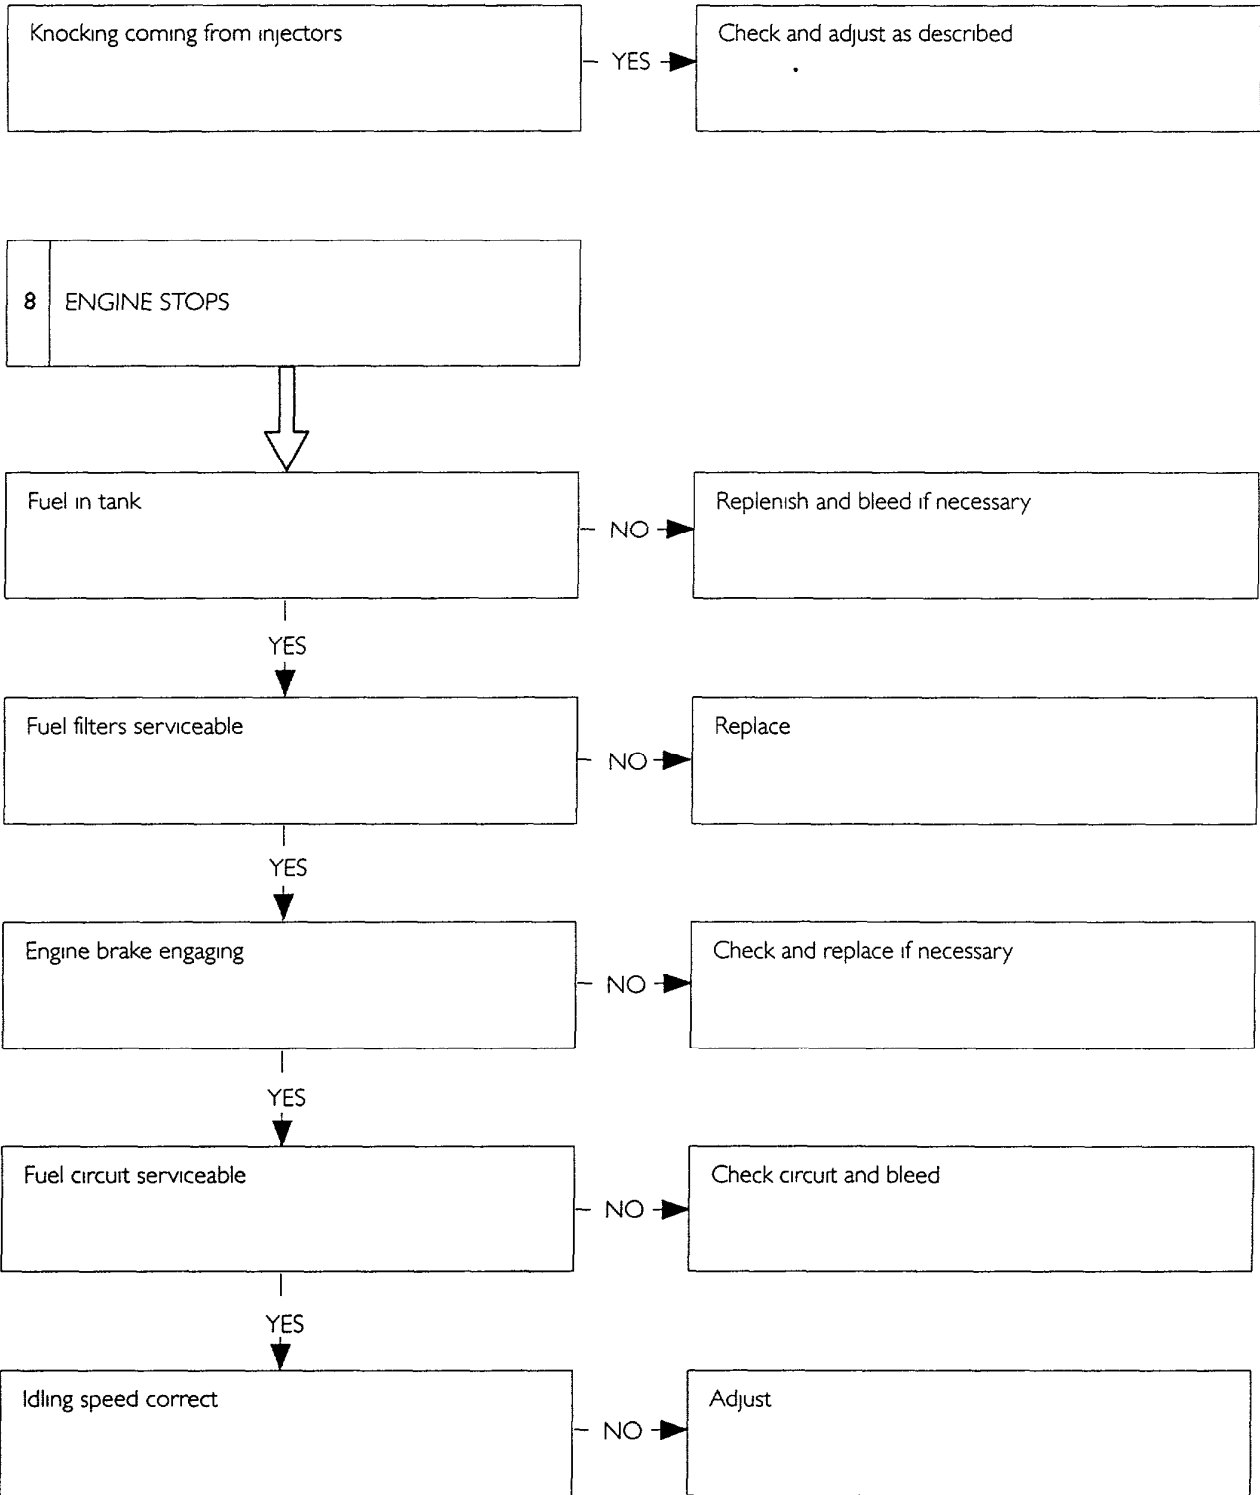 Knocking coming from injectors
YES
Check and adjust as described
8 ENGINE STOPS
Fuel in tank
NO
Replenish and bleed if necessary
YES
Fuel filters serviceable
NO
Replace
YES
Engine brake engaging
NO
Check and replace if necessary
YES
Fuel circuit serviceable
NO
Check circuit and bleed
YES
Idling speed correct
NO
Adjust